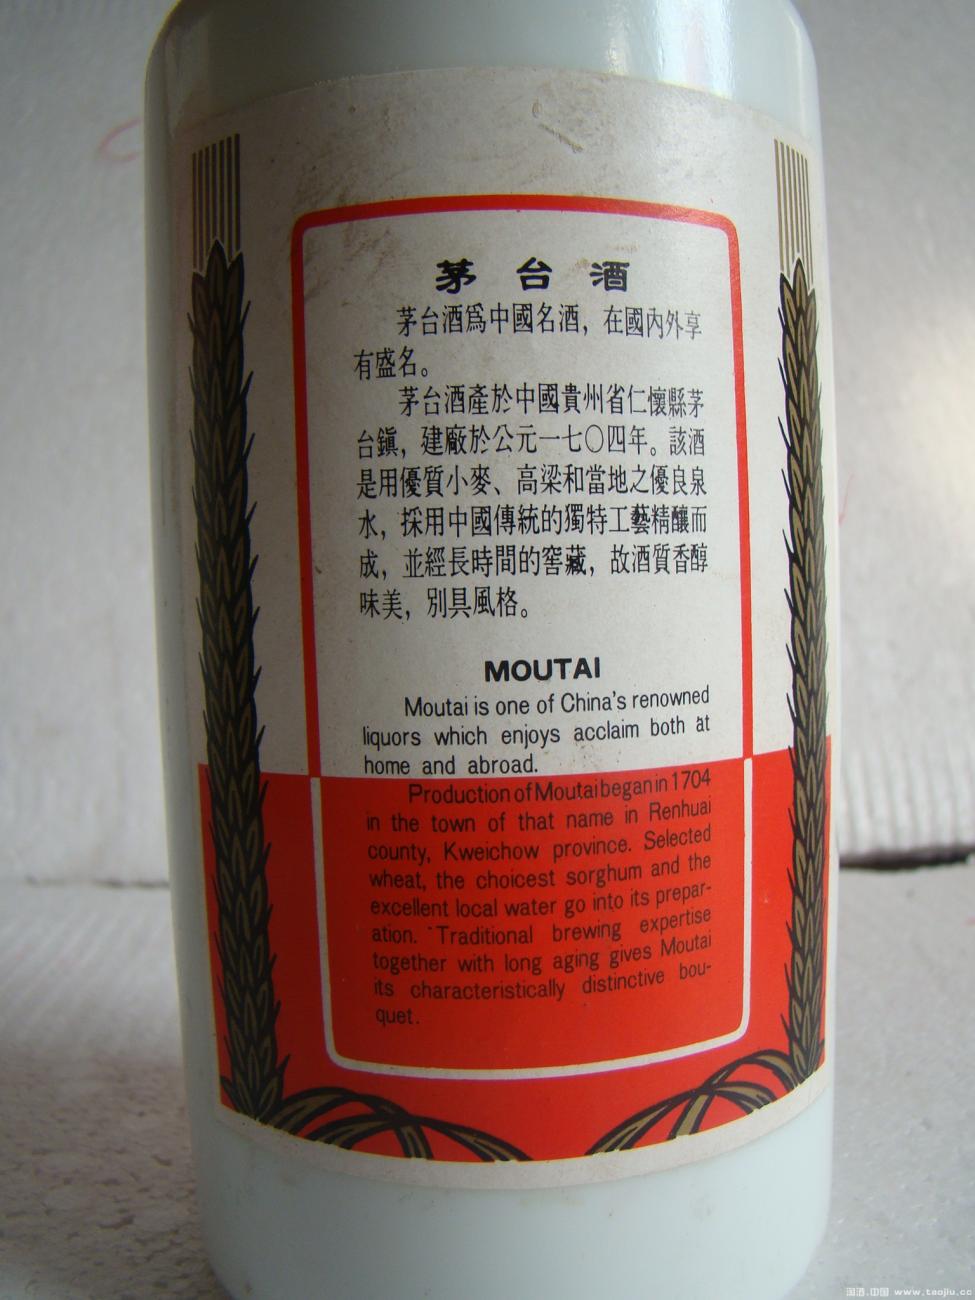 茅台酒
茅台酒爲中國名酒，在國內外享
有盛名。
茅台酒產於中國貴州省仁懷縣茅
台鎮，建廠於公元一七〇四年。該酒
是用優質小麥、高梁和當地之優良泉
水，採用中國傳統的獨特工藝精釀而
成，並經長時間的窖藏，故酒質香醇
味美，別具風格。
MOUTAI
Moutai is one of China's renowned
liquors which enjoys acclaim both at
home and abroad.
Production of Moutai began in 1704
in the town of that name in Renhuai
county, Kweichow province. Selected
wheat, the choicest sorghum and the
excellent local water go into its prepar-
ation. Traditional brewing expertise
together with long aging gives Moutai
its characteristically distinctive bou-
quet.
淘酒.中国 www.taojiu.cc